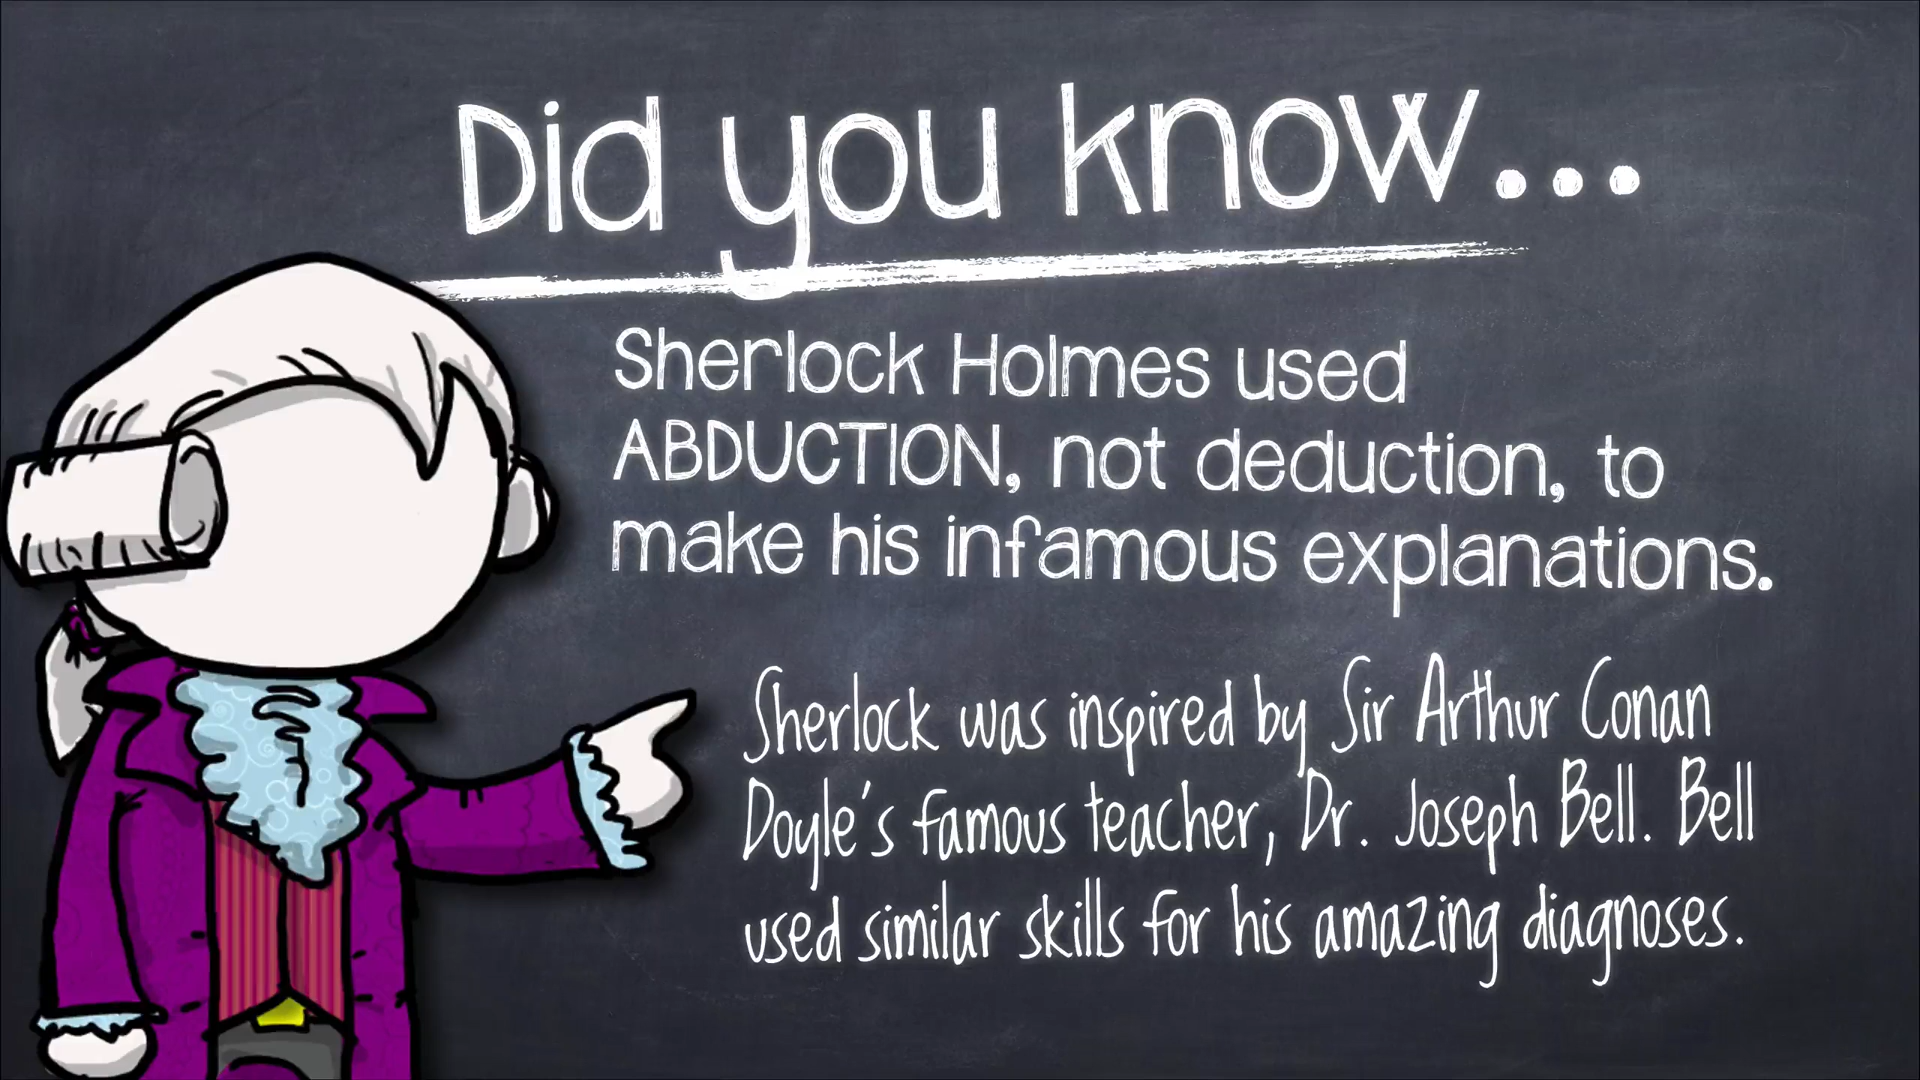 Did you know...
Sherlock Holmes used
ABDUCTION, not deduction, to
make his infamous explanations.
Sherlock was inspired by Sir Arthur Conan
Doyle's famous teacher, Dr. Joseph Bell. Bell
used similar skills for his amazing diagnoses.